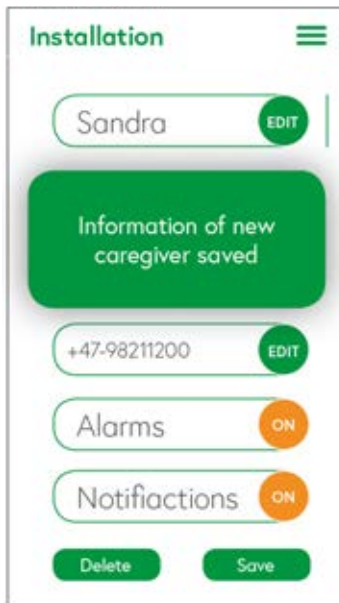 Installation
Sandra
EDIT
Information of new
caregiver saved
+47-98211200
EDIT
Alarms
ON
Notifiactions
ON
Delete
Save